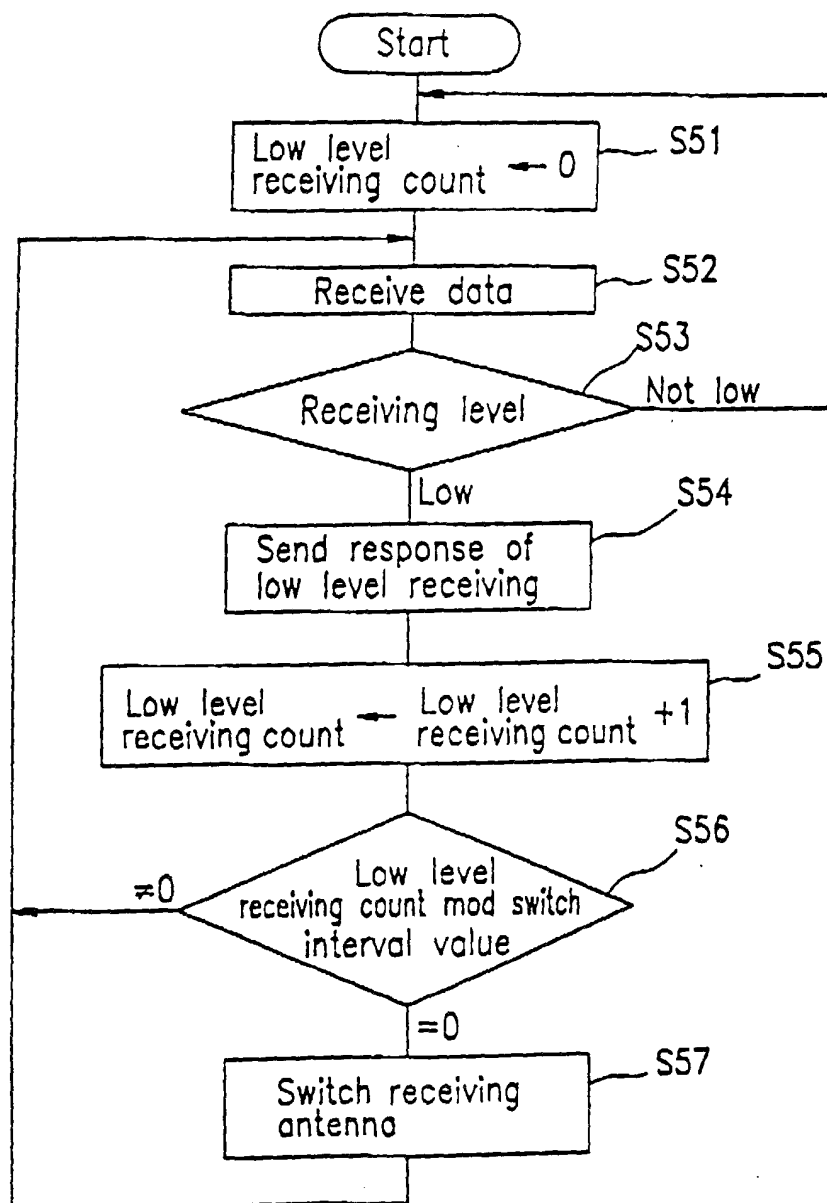 Start
Low level
receiving count ← 0
S51
Receive data
S52
S53
Receiving level
Not low
Low
S54
Send response of
low level receiving
S55
Low level
receiving count ← Low level
receiving count +1
S56
≠0
Low level
receiving count mod switch
interval value
=0
S57
Switch receiving
antenna